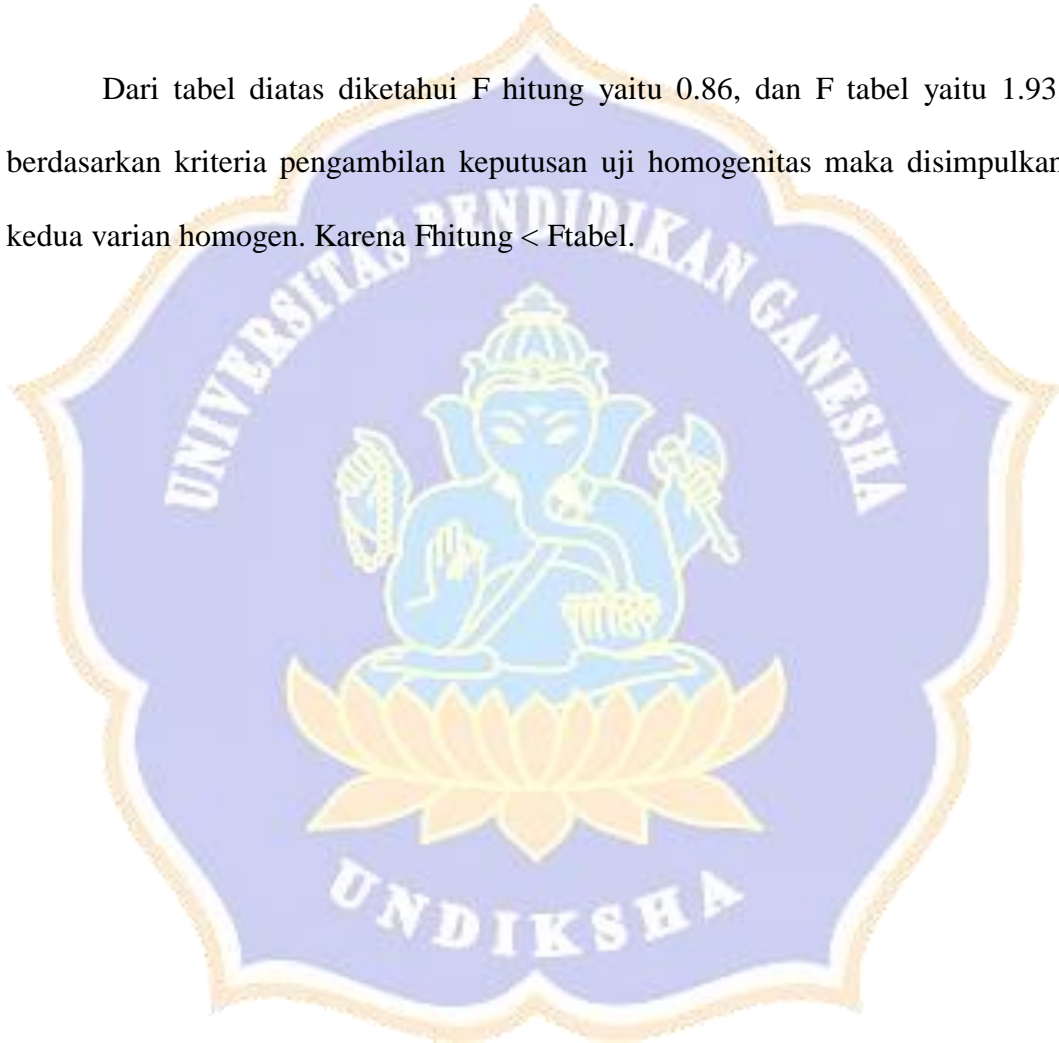 Dari tabel diatas diketahui F hitung yaitu 0.86, dan F tabel yaitu 1.93
berdasarkan kriteria pengambilan keputusan uji homogenitas maka disimpulkan
kedua varian homogen. Karena Fhitung < Ftabel.
UNIVERSITAS PENDIDIKAN GANESHA
UNDIKSHA